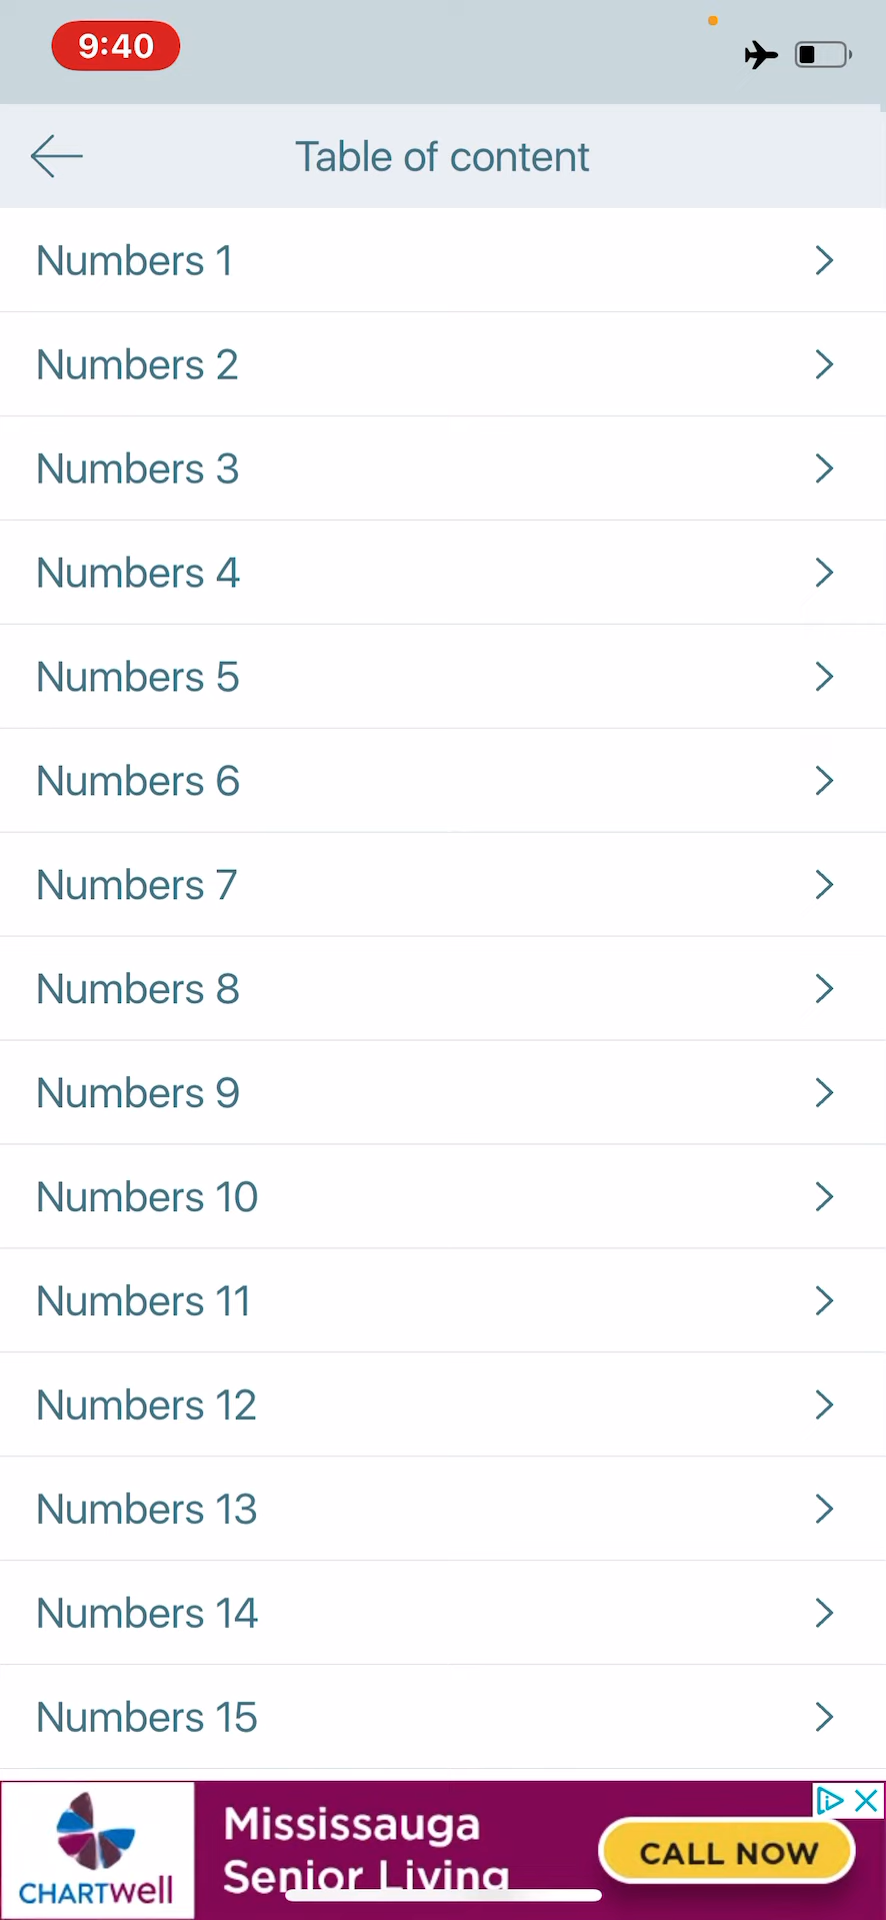 9:40
Table of content
Numbers 1
Numbers 2
Numbers 3
Numbers 4
Numbers 5
Numbers 6
Numbers 7
Numbers 8
Numbers 9
Numbers 10
Numbers 11
Numbers 12
Numbers 13
Numbers 14
Numbers 15
Mississauga
Senior Living
CALL NOW
CHARTwell